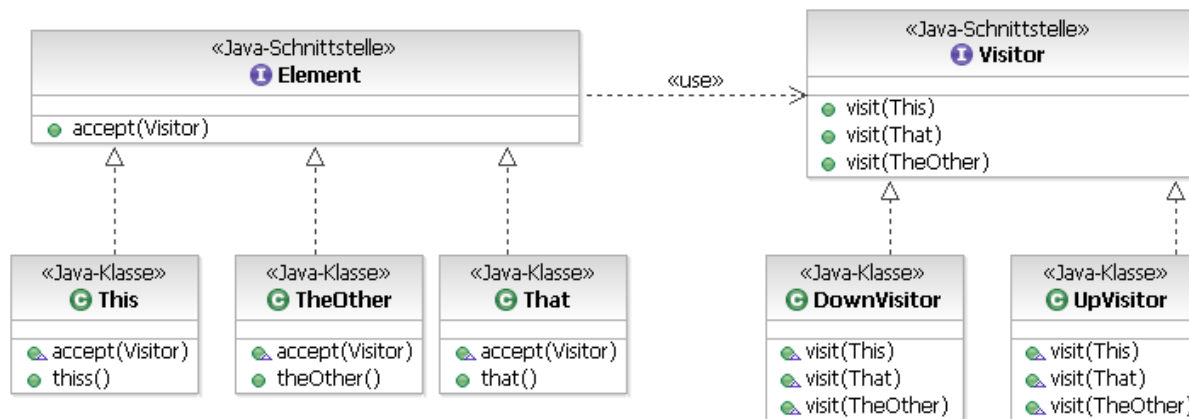 «Java-Schnittstelle»
Element
accept(Visitor)
«use»
«Java-Schnittstelle»
Visitor
visit(This)
visit(That)
visit(TheOther)
«Java-Klasse»
This
accept(Visitor)
thiss()
«Java-Klasse»
TheOther
accept(Visitor)
theOther()
«Java-Klasse»
That
accept(Visitor)
that()
«Java-Klasse»
DownVisitor
visit(This)
visit(That)
visit(TheOther)
«Java-Klasse»
UpVisitor
visit(This)
visit(That)
visit(TheOther)